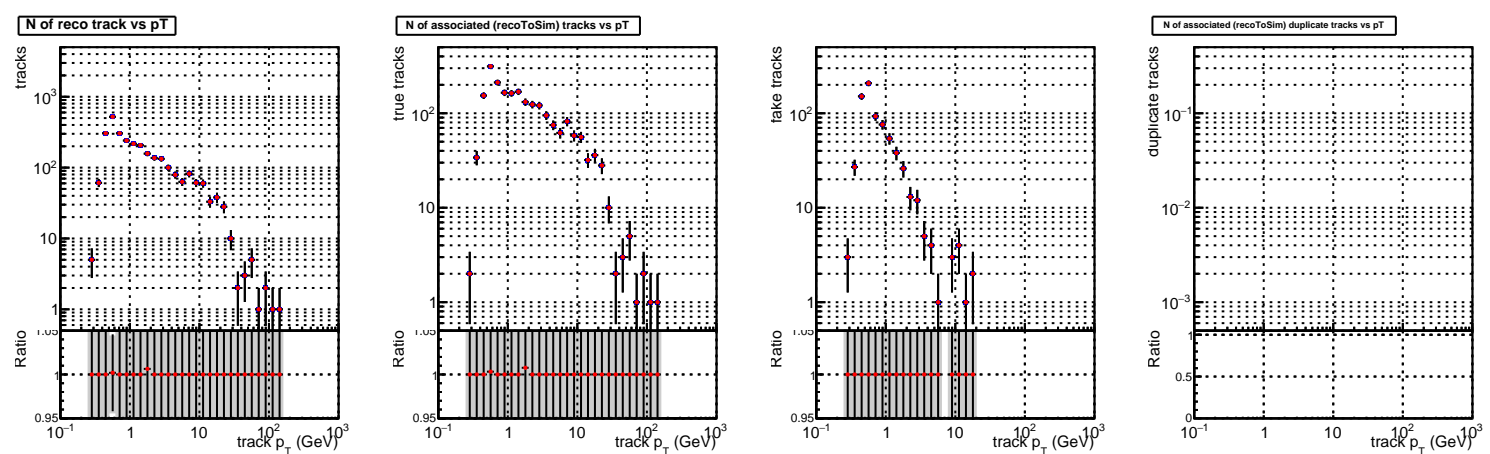 N of reco track vs pT
tracks
10³
10²
10
1
Ratio
1.05
1
0.95
10⁻¹ 1 10 10² 10³
track p_T (GeV)
N of associated (recoToSim) tracks vs pT
true tracks
10²
10
1
Ratio
1.05
1
0.95
10⁻¹ 1 10 10² 10³
track p_T (GeV)
fake tracks
10²
10
1
Ratio
1.05
1
0.95
10⁻¹ 1 10 10² 10³
track p_T (GeV)
N of associated (recoToSim) duplicate tracks vs pT
duplicate tracks
10⁻¹
10⁻²
10⁻³
Ratio
1
0.5
0
10⁻¹ 1 10 10² 10³
track p_T (GeV)